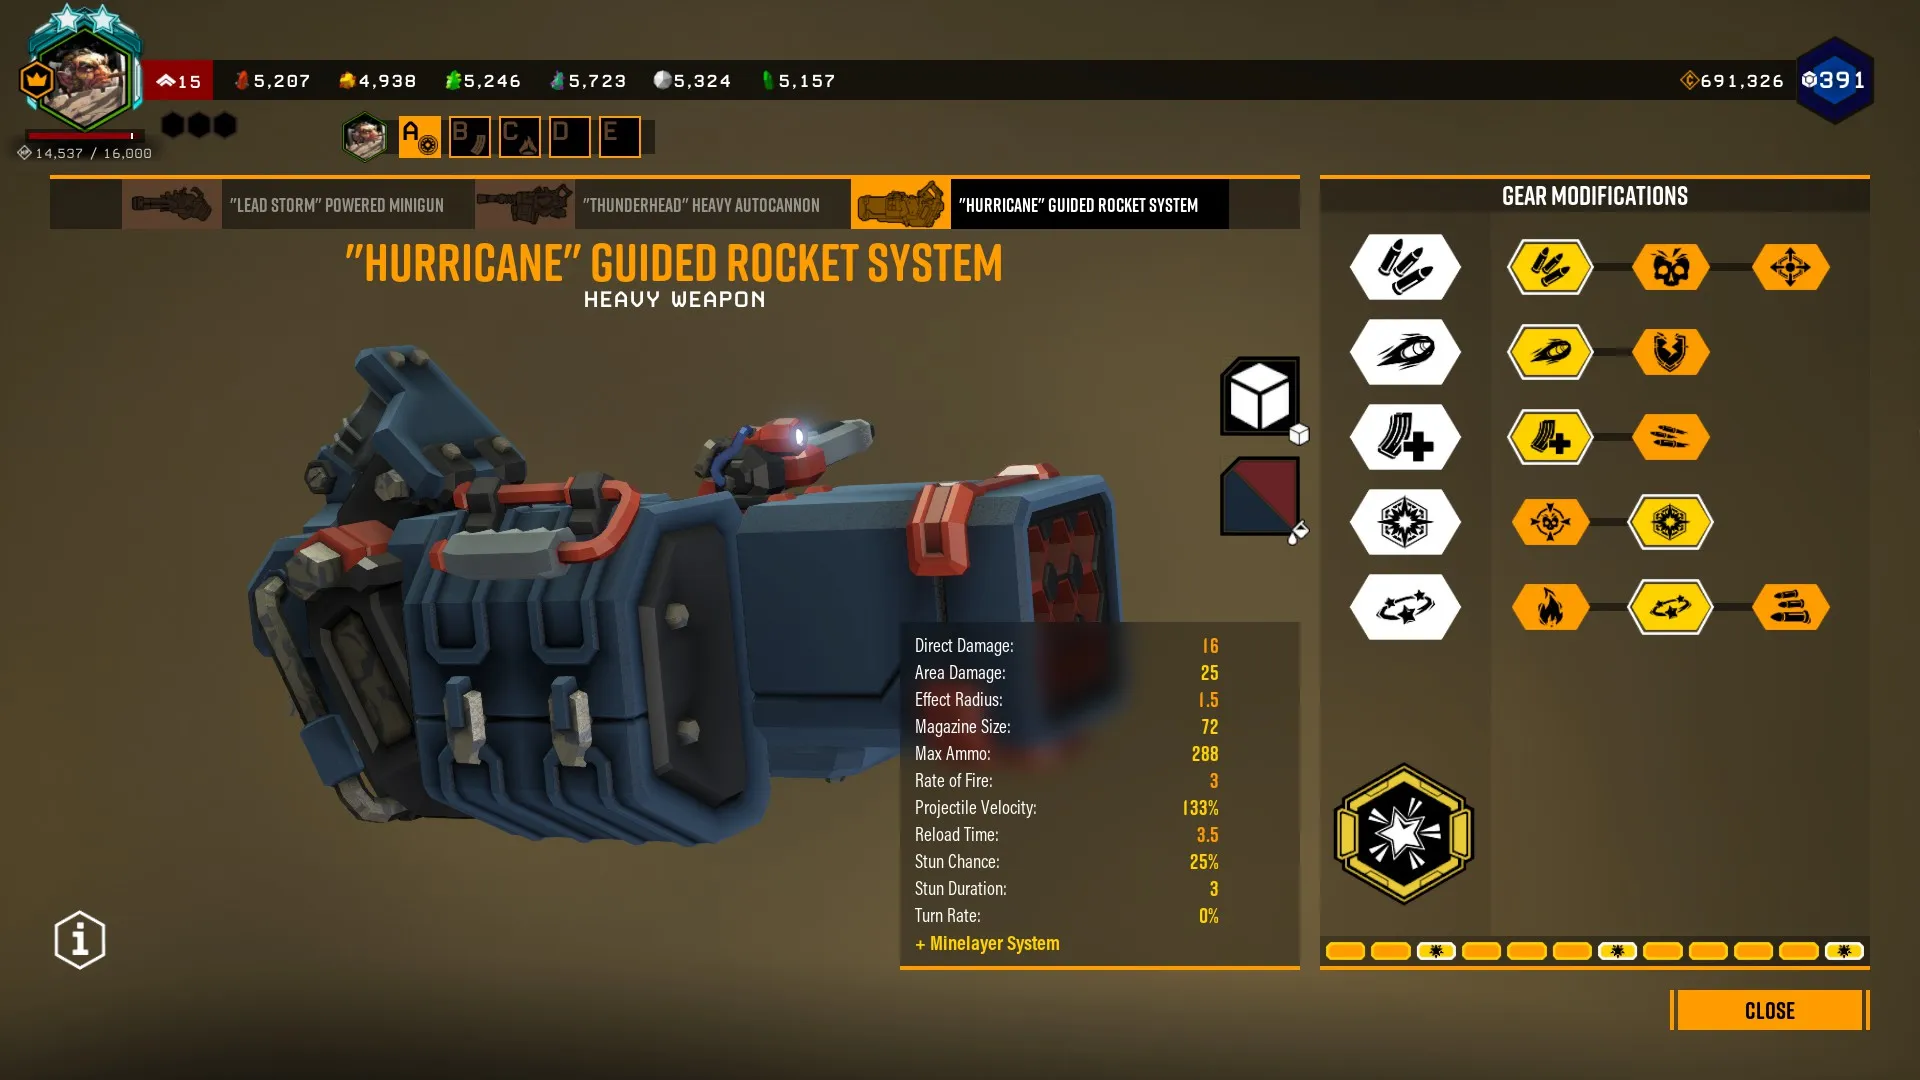 15 5,207 4,938 5,246 5,723 5,324 5,157 691,326 391
14,537 / 16,000
A B C D E
"LEAD STORM" POWERED MINIGUN "THUNDERHEAD" HEAVY AUTOCANNON "HURRICANE" GUIDED ROCKET SYSTEM
GEAR MODIFICATIONS
"HURRICANE" GUIDED ROCKET SYSTEM
HEAVY WEAPON
Direct Damage: 16
Area Damage: 25
Effect Radius: 1.5
Magazine Size: 72
Max Ammo: 288
Rate of Fire: 3
Projectile Velocity: 133%
Reload Time: 3.5
Stun Chance: 25%
Stun Duration: 3
Turn Rate: 0%
+ Minelayer System
CLOSE